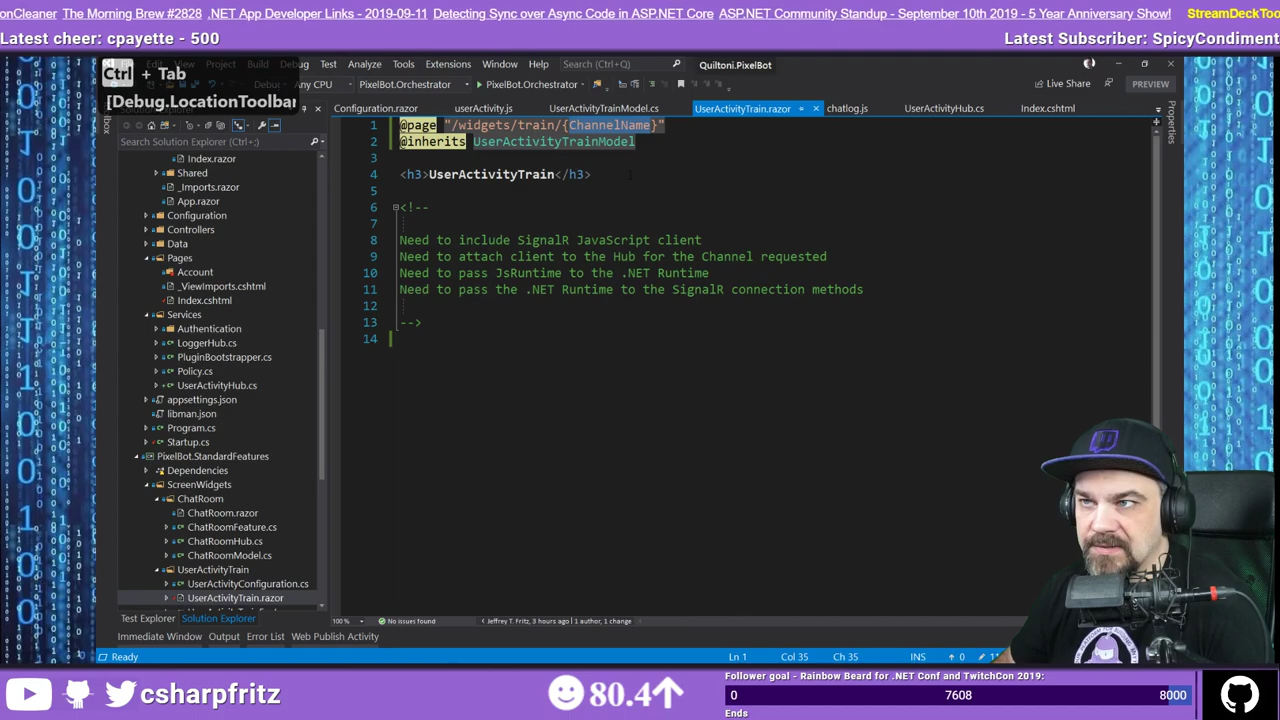 onCleaner The Morning Brew #2828 .NET App Developer Links - 2019-09-11 Detecting Sync over Async Code in ASP.NET Core ASP.NET Community Standup - September 10th 2019 - 5 Year Anniversary Show! StreamDeckToo
Latest cheer: cpayette - 500
Latest Subscriber: SpicyCondiment
Test Analyze Tools Extensions Window Help Search (Ctrl+;)
Quiltoni.PixelBot
Ctrl + Tab
[Debug.LocationToolbar
Debug Any CPU PixelBot.Orchestrator PixelBot.Orchestrator
Live Share
PREVIEW
Configuration.razor userActivity.js UserActivityTrainModel.cs UserActivityTrain.razor chatlog.js UserActivityHub.cs Index.cshtml
Search Solution Explorer (Ctrl+;)
Index.razor
Shared
_Imports.razor
App.razor
Configuration
Controllers
Data
Pages
Account
_ViewImports.cshtml
Index.cshtml
Services
Authentication
LoggerHub.cs
PluginBootstrapper.cs
Policy.cs
UserActivityHub.cs
appsettings.json
libman.json
Program.cs
Startup.cs
PixelBot.StandardFeatures
Dependencies
ScreenWidgets
ChatRoom
ChatRoom.razor
ChatRoomFeature.cs
ChatRoomHub.cs
ChatRoomModel.cs
UserActivityTrain
UserActivityConfiguration.cs
UserActivityTrain.razor
1 @page "/widgets/train/{ChannelName}"
2 @inherits UserActivityTrainModel
3
4 <h3>UserActivityTrain</h3>
5
6 <!--
7
8 Need to include SignalR JavaScript client
9 Need to attach client to the Hub for the Channel requested
10 Need to pass JsRuntime to the .NET Runtime
11 Need to pass the .NET Runtime to the SignalR connection methods
12
13 -->
14
Properties
Test Explorer Solution Explorer
100 % No issues found Jeffrey T. Fritz, 3 hours ago | 1 author, 1 change
Immediate Window Output Error List Web Publish Activity
Ready
Ln 1 Col 35 Ch 35 INS 0
csharpfritz
80.4
Follower goal - Rainbow Beard for .NET Conf and TwitchCon 2019:
0 7608 8000
Ends